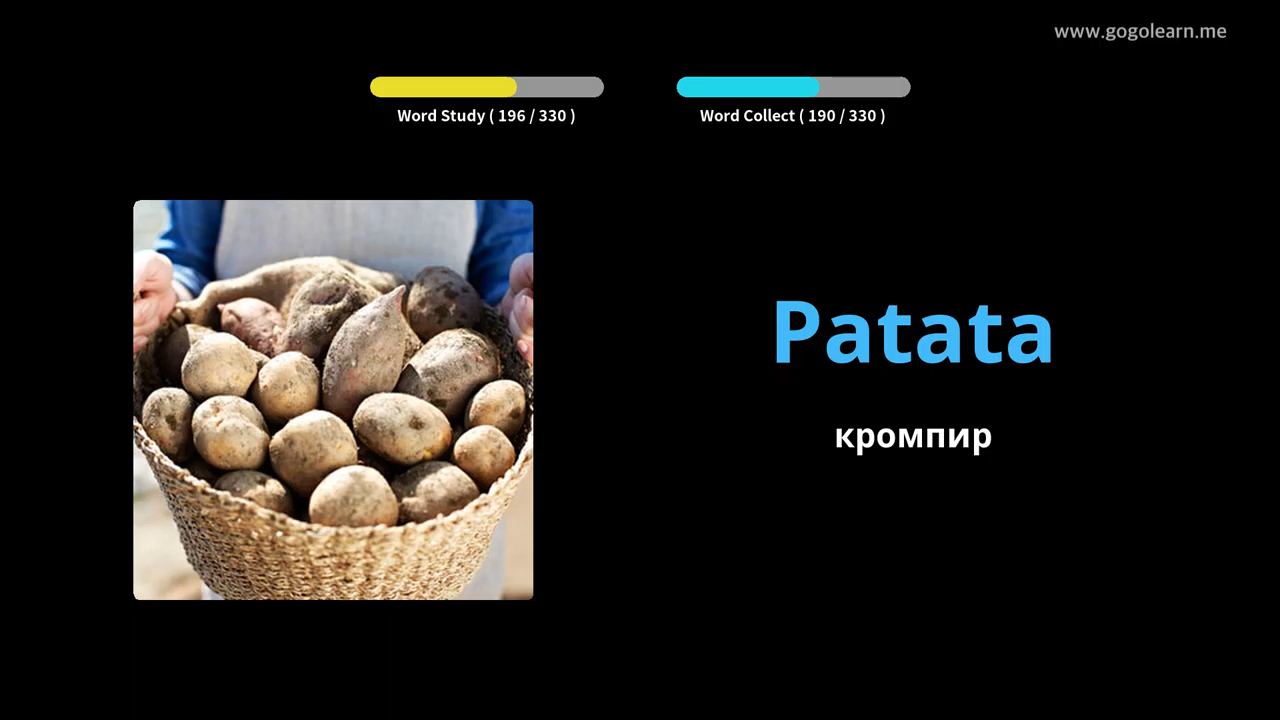 www.gogolearn.me
Word Study ( 196 / 330 )
Word Collect ( 190 / 330 )
Patata
кромпир